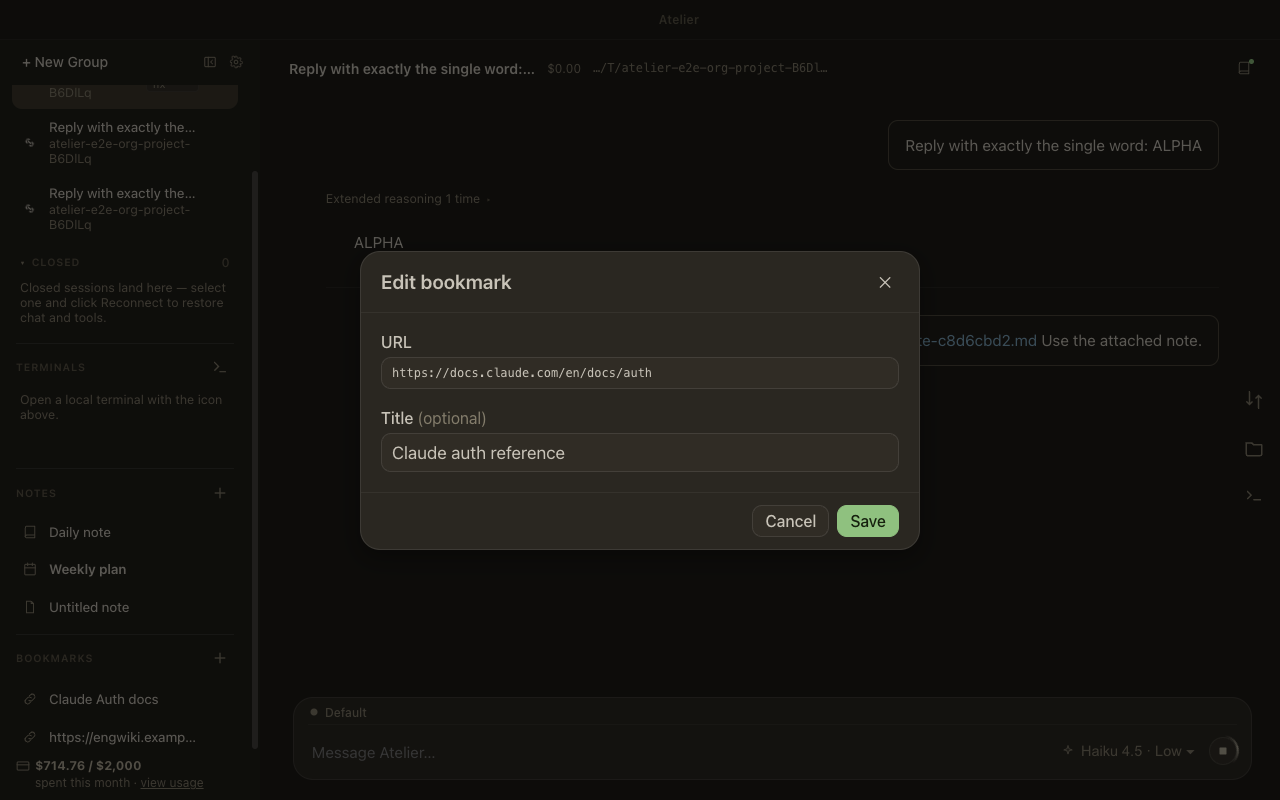 Atelier
+ New Group
B6DlLq
Reply with exactly the...
atelier-e2e-org-project-
B6DlLq
Reply with exactly the...
atelier-e2e-org-project-
B6DlLq
CLOSED 0
Closed sessions land here — select
one and click Reconnect to restore
chat and tools.
TERMINALS
Open a local terminal with the icon
above.
NOTES
Daily note
Weekly plan
Untitled note
BOOKMARKS
Claude Auth docs
https://engwiki.examp...
$714.76 / $2,000
spent this month · view usage
Reply with exactly the single word:... $0.00 …/T/atelier-e2e-org-project-B6Dl…
Reply with exactly the single word: ALPHA
Extended reasoning 1 time
ALPHA
-c8d6cbd2.md Use the attached note.
Edit bookmark
URL
https://docs.claude.com/en/docs/auth
Title (optional)
Claude auth reference
Cancel Save
Default
Message Atelier...
Haiku 4.5 · Low